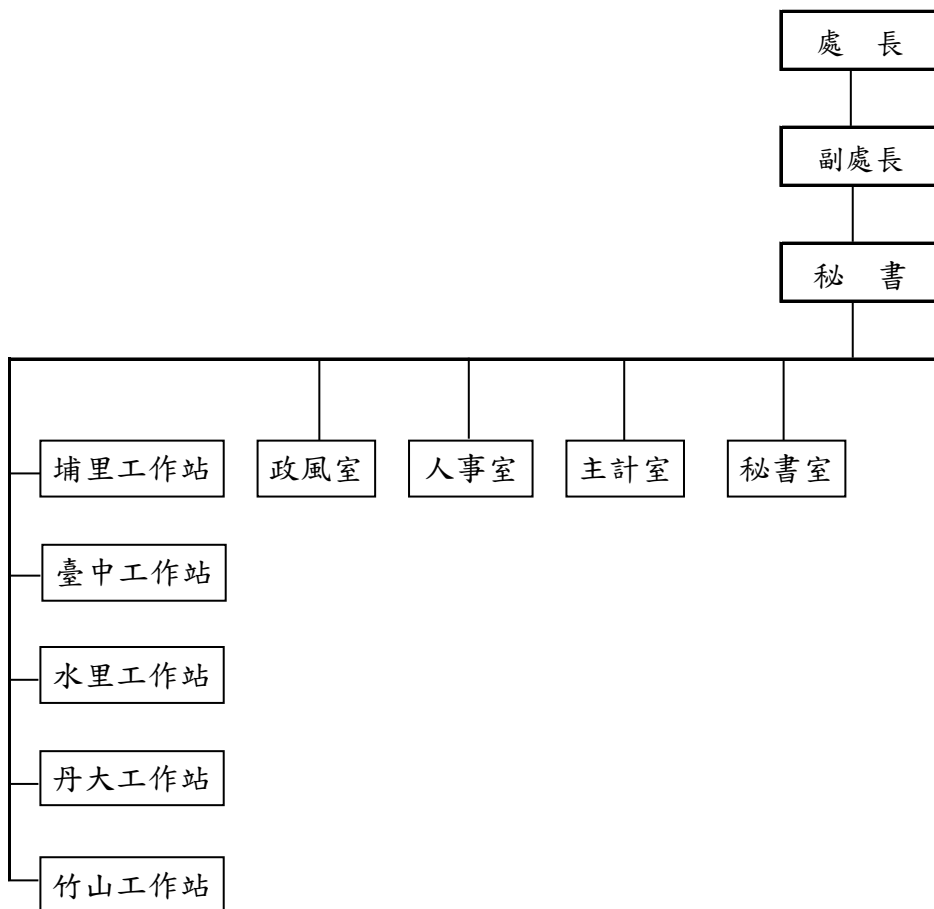 處 長
副處長
秘 書
埔里工作站
政風室
人事室
主計室
秘書室
臺中工作站
水里工作站
丹大工作站
竹山工作站